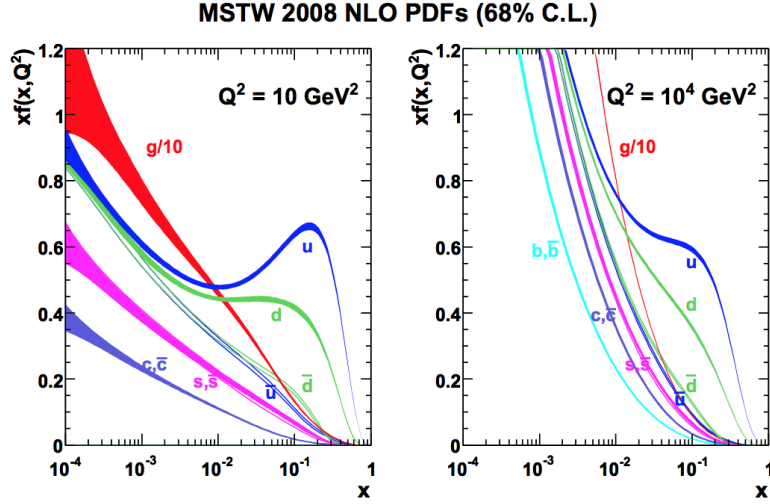 MSTW 2008 NLO PDFs (68% C.L.)
xf(x,Q²)
1.2
1
0.8
0.6
0.4
0.2
0
Q² = 10 GeV²
g/10
u
d
c,c̅
s,s̅
u̅
d̅
10⁻⁴
10⁻³
10⁻²
10⁻¹
1
x
xf(x,Q²)
1.2
1
0.8
0.6
0.4
0.2
0
Q² = 10⁴ GeV²
g/10
b,b̅
u
d
c,c̅
s,s̅
d̅
u̅
10⁻⁴
10⁻³
10⁻²
10⁻¹
1
x